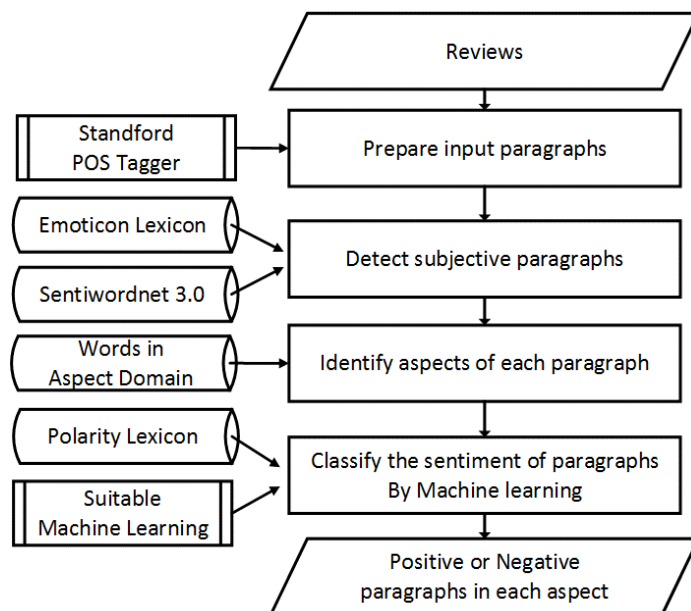 Reviews
Standford
POS Tagger
Prepare input paragraphs
Emoticon Lexicon
Sentiwordnet 3.0
Detect subjective paragraphs
Words in
Aspect Domain
Identify aspects of each paragraph
Polarity Lexicon
Suitable
Machine Learning
Classify the sentiment of paragraphs
By Machine learning
Positive or Negative
paragraphs in each aspect